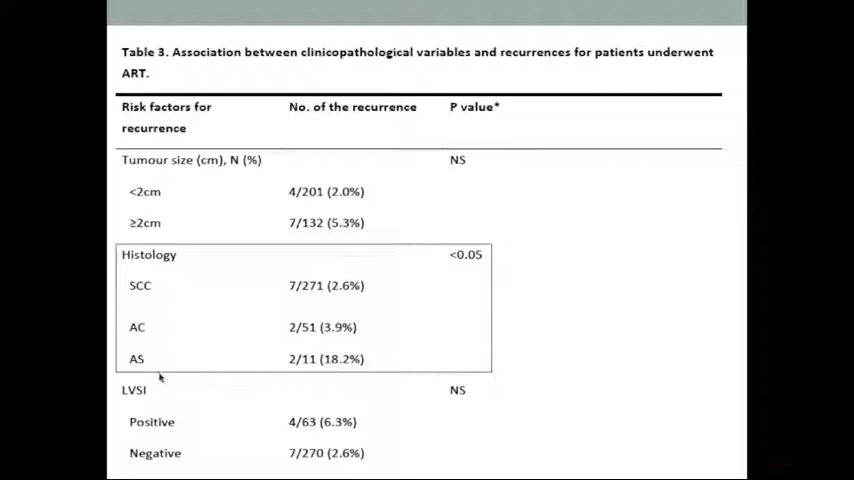 Table 3. Association between clinicopathological variables and recurrences for patients underwent
ART.
Risk factors for recurrence No. of the recurrence P value*
Tumour size (cm), N (%) NS
<2cm 4/201 (2.0%)
≥2cm 7/132 (5.3%)
Histology <0.05
SCC 7/271 (2.6%)
AC 2/51 (3.9%)
AS 2/11 (18.2%)
LVSI NS
Positive 4/63 (6.3%)
Negative 7/270 (2.6%)